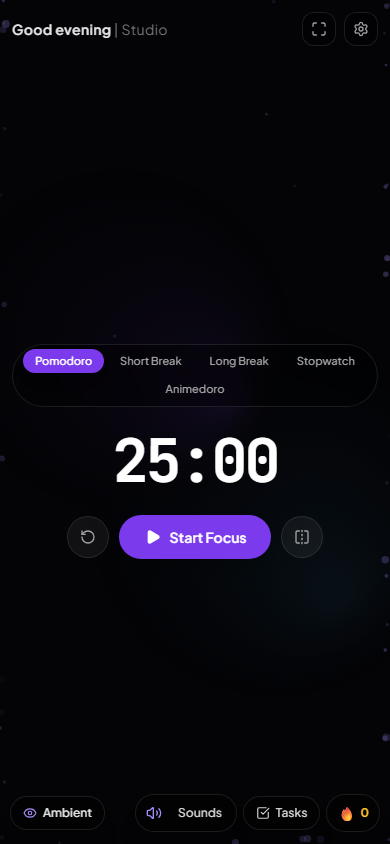 Good evening | Studio
Pomodoro Short Break Long Break Stopwatch
Animedoro
25:00
Start Focus
Ambient Sounds Tasks 0